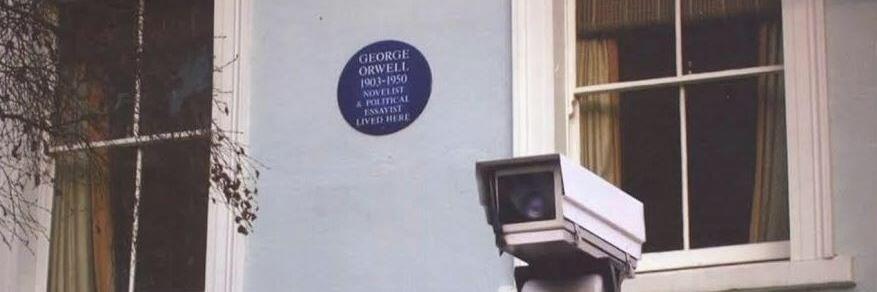 GEORGE
ORWELL
1903-1950
NOVELIST
& POLITICAL
ESSAYIST
LIVED HERE